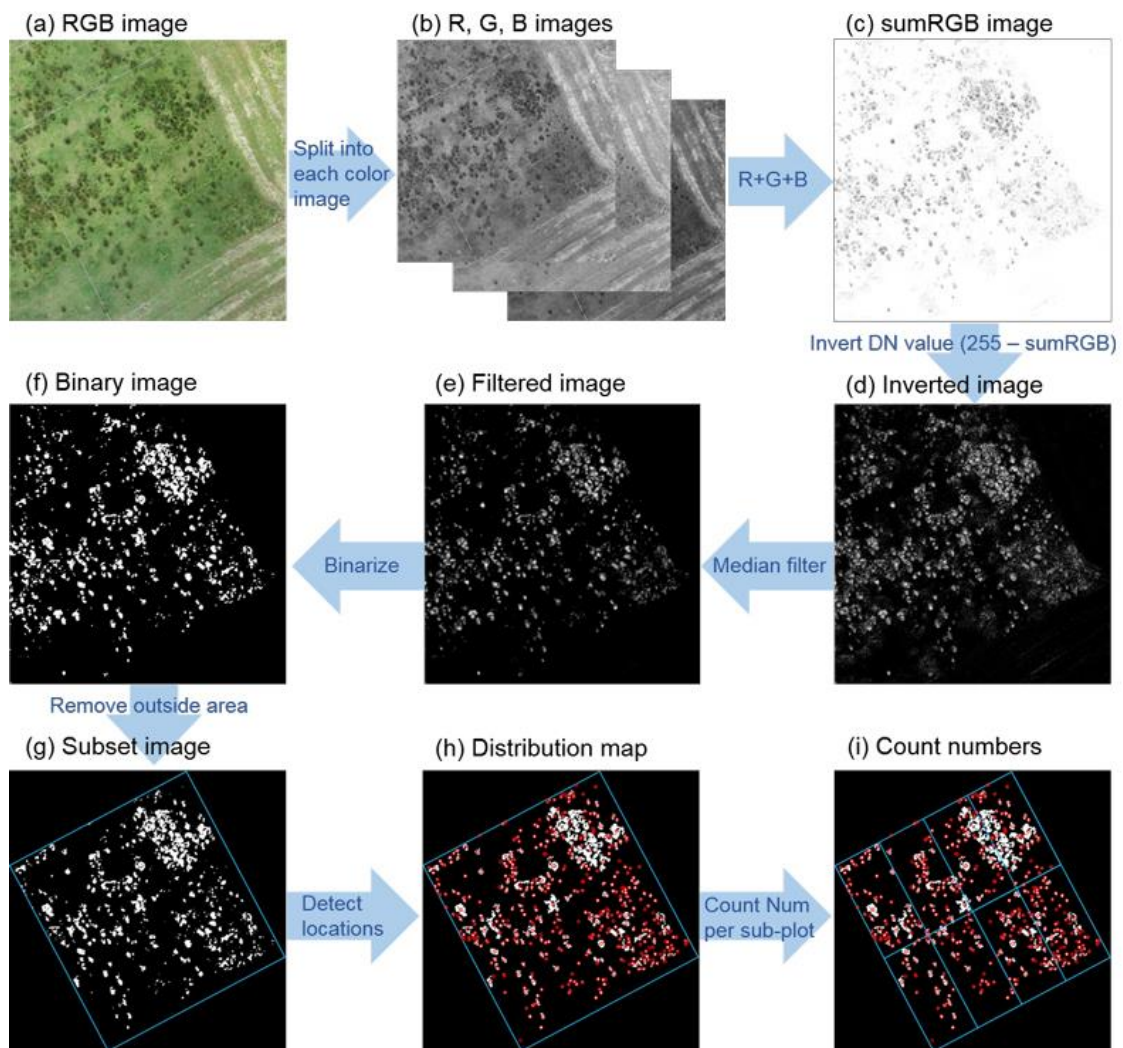 (a) RGB image
(b) R, G, B images
(c) sumRGB image
Split into
each color
image
R+G+B
Invert DN value (255 – sumRGB)
(f) Binary image
(e) Filtered image
(d) Inverted image
Binarize
Median filter
Remove outside area
(g) Subset image
(h) Distribution map
(i) Count numbers
Detect
locations
Count Num
per sub-plot